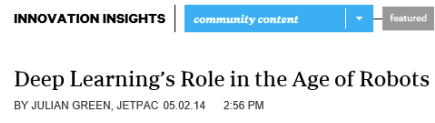 INNOVATION INSIGHTS community content featured
Deep Learning's Role in the Age of Robots
BY JULIAN GREEN, JETPAC 05.02.14 2:56 PM